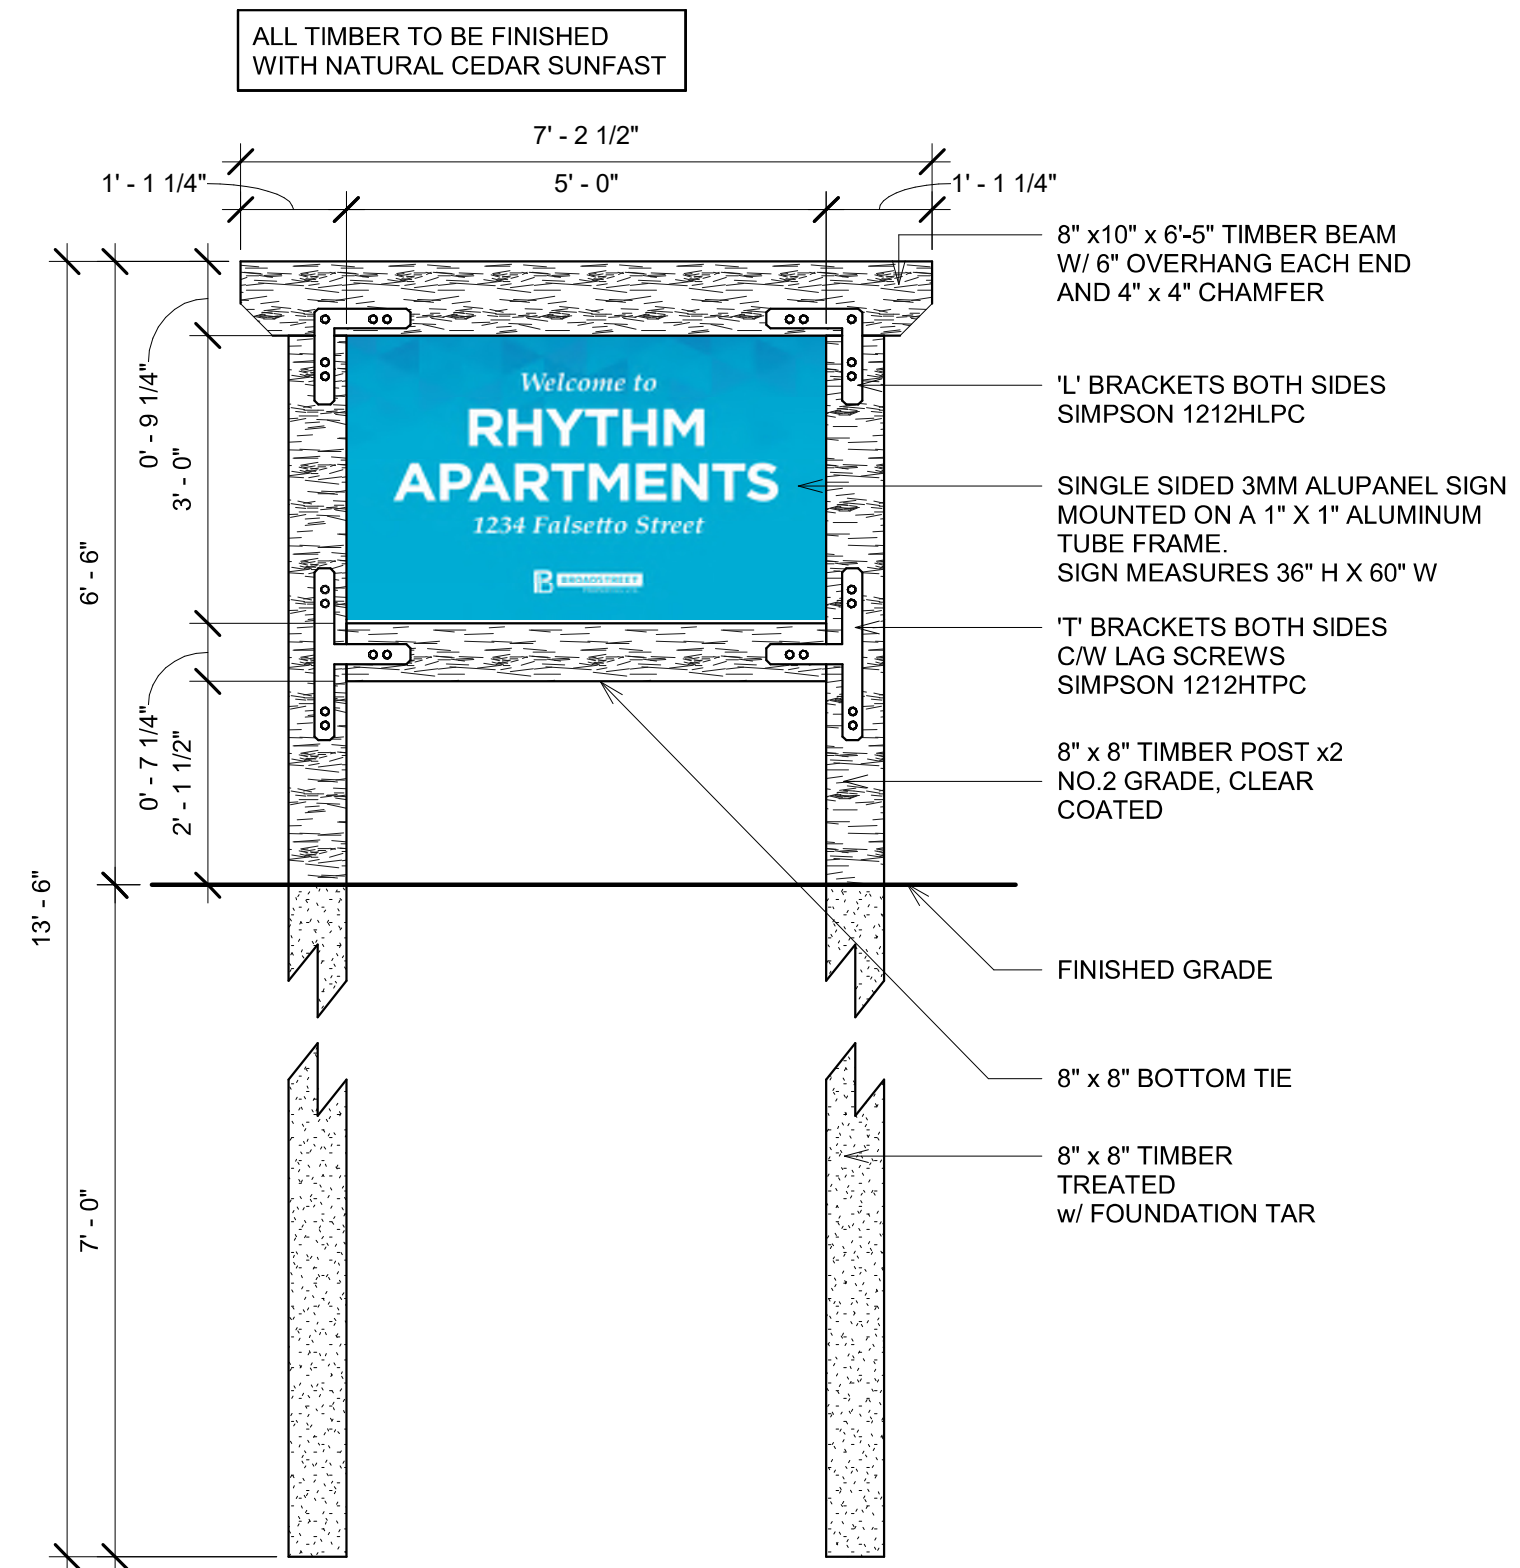 ALL TIMBER TO BE FINISHED
WITH NATURAL CEDAR SUNFAST
7' - 2 1/2"
1' - 1 1/4"
5' - 0"
1' - 1 1/4"
8" x10" x 6'-5" TIMBER BEAM
W/ 6" OVERHANG EACH END
AND 4" x 4" CHAMFER
'L' BRACKETS BOTH SIDES
SIMPSON 1212HLPC
SINGLE SIDED 3MM ALUPANEL SIGN
MOUNTED ON A 1" X 1" ALUMINUM
TUBE FRAME.
SIGN MEASURES 36" H X 60" W
'T' BRACKETS BOTH SIDES
C/W LAG SCREWS
SIMPSON 1212HTPC
8" x 8" TIMBER POST x2
NO.2 GRADE, CLEAR
COATED
FINISHED GRADE
8" x 8" BOTTOM TIE
8" x 8" TIMBER
TREATED
w/ FOUNDATION TAR
Welcome to
RHYTHM
APARTMENTS
1234 Falsetto Street
BROADSTREET
0' - 9 1/4"
3' - 0"
6' - 6"
0' - 7 1/4"
2' - 1 1/2"
13' - 6"
7' - 0"